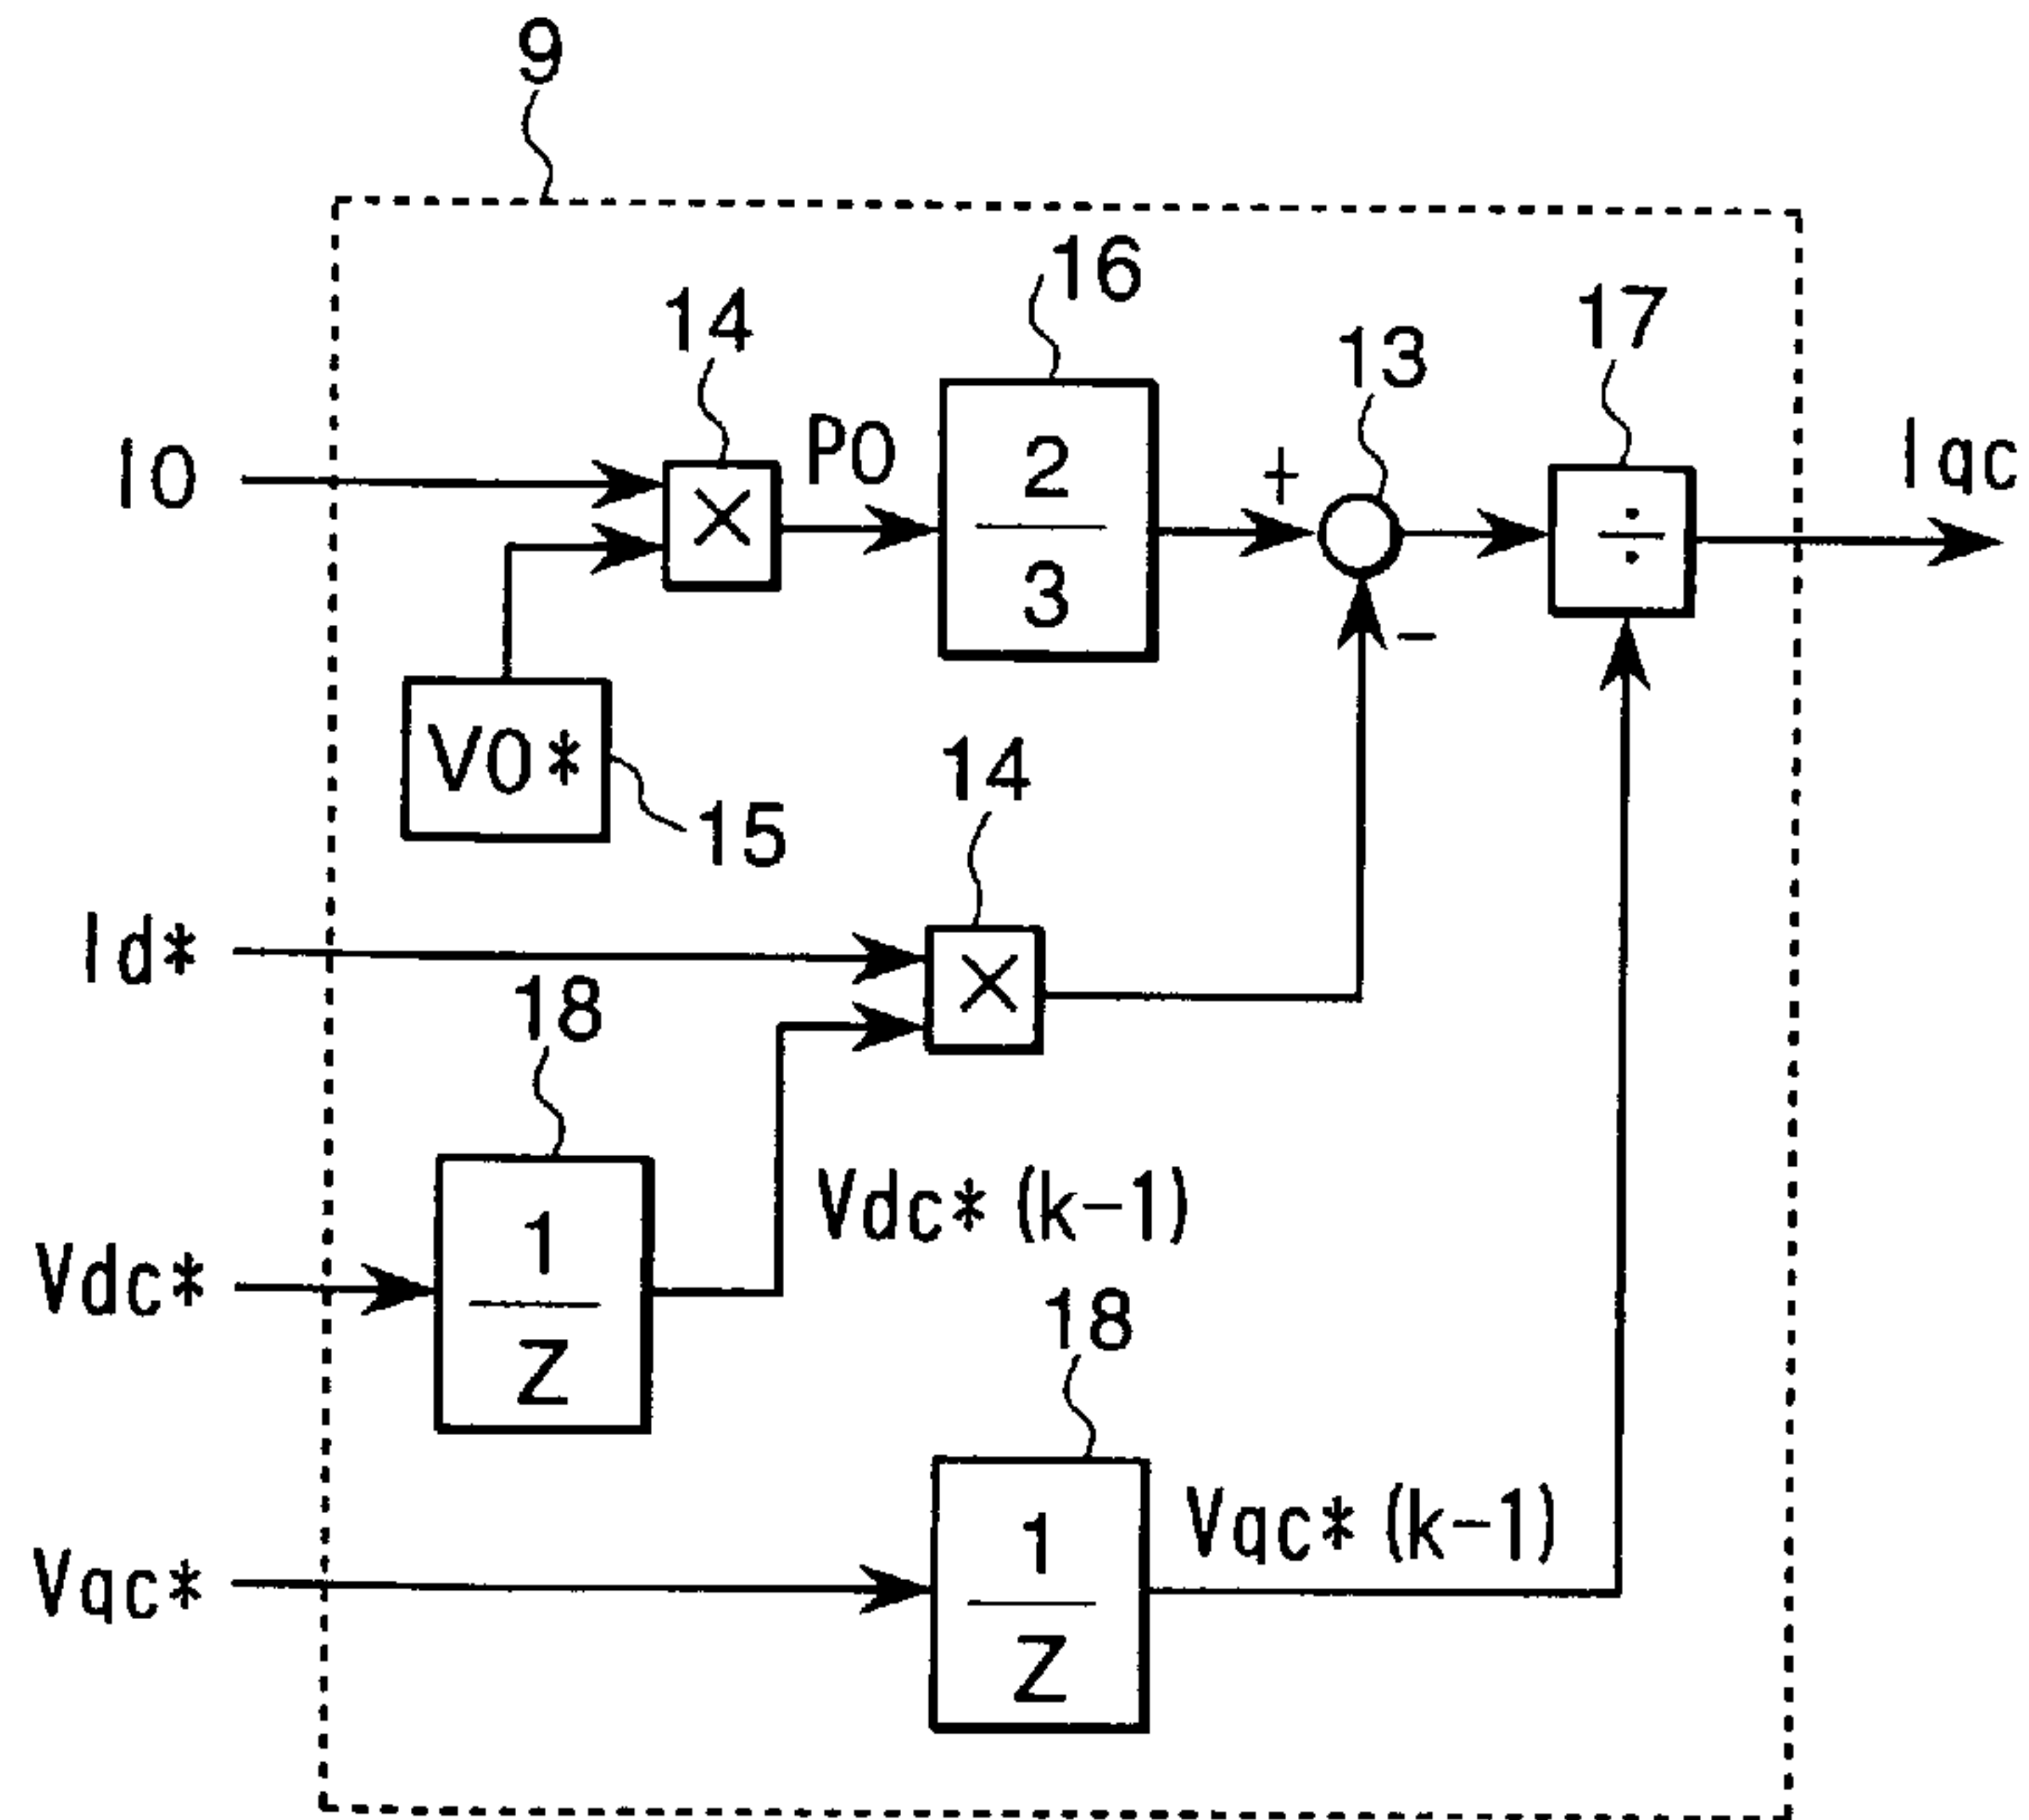 9
16
14
17
13
I0
P0
2
3
+
×
÷
Iqc
-
V0*
15
14
Id*
×
18
Vdc*(k-1)
1
Z
Vdc*
18
Vqc*(k-1)
1
Z
Vqc*